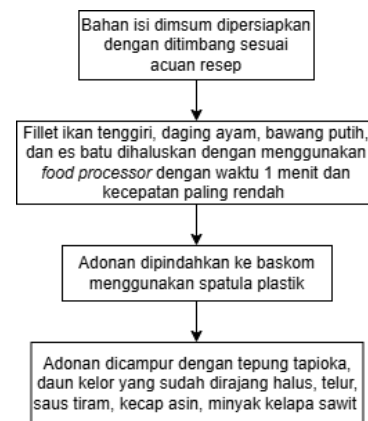 Bahan isi dimsum dipersiapkan
dengan ditimbang sesuai
acuan resep
Fillet ikan tenggiri, daging ayam, bawang putih,
dan es batu dihaluskan dengan menggunakan
food processor dengan waktu 1 menit dan
kecepatan paling rendah
Adonan dipindahkan ke baskom
menggunakan spatula plastik
Adonan dicampur dengan tepung tapioka,
daun kelor yang sudah dirajang halus, telur,
saus tiram, kecap asin, minyak kelapa sawit